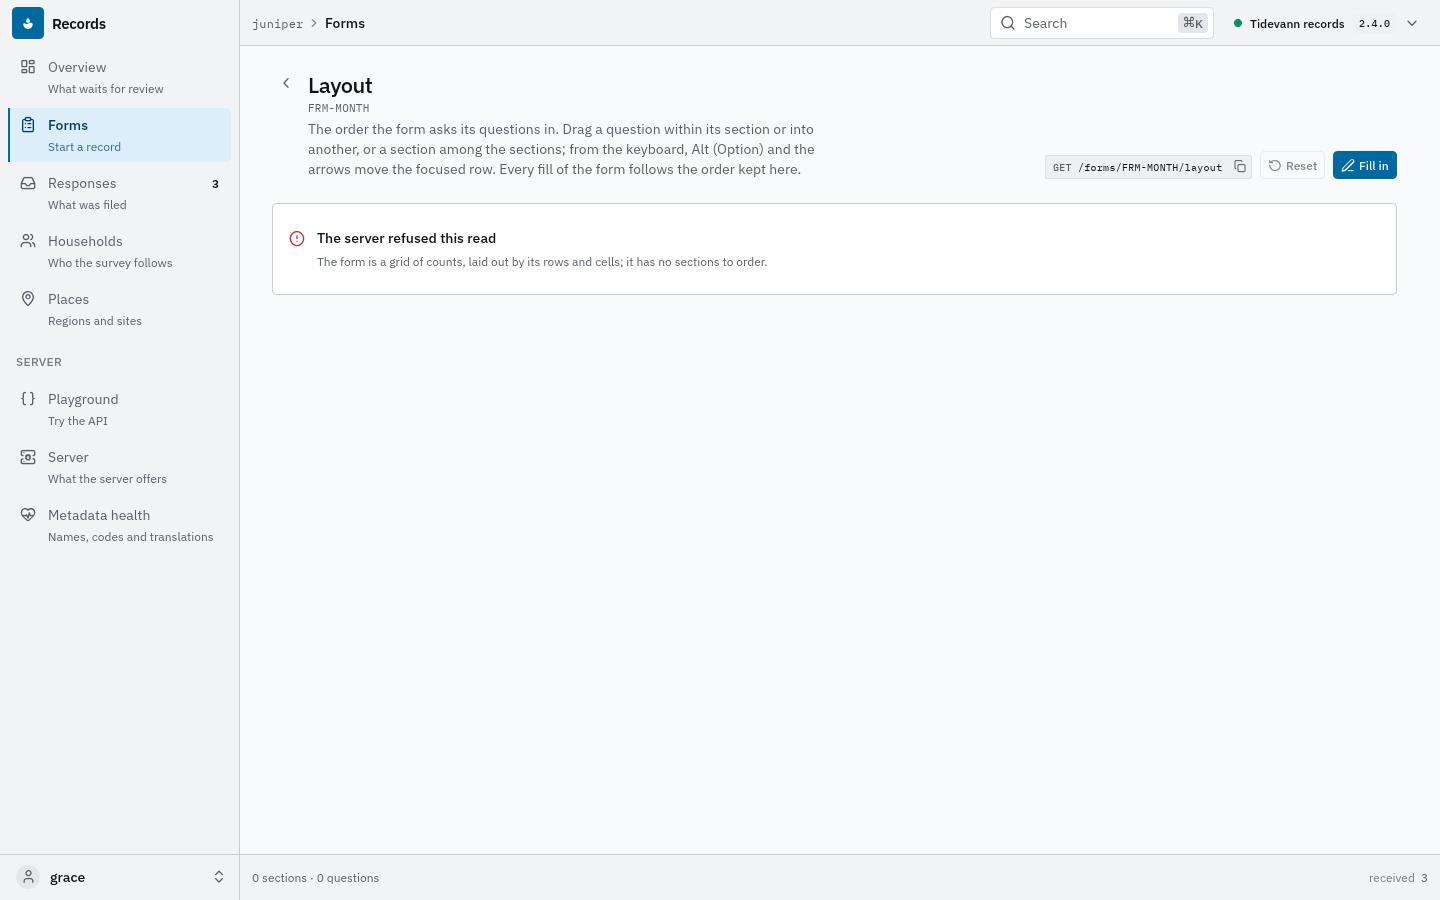 Records
Overview
What waits for review
Forms
Start a record
Responses 3
What was filed
Households
Who the survey follows
Places
Regions and sites
SERVER
Playground
Try the API
Server
What the server offers
Metadata health
Names, codes and translations
grace
juniper > Forms
Search ⌘K
Tidevann records 2.4.0
Layout
FRM-MONTH
The order the form asks its questions in. Drag a question within its section or into
another, or a section among the sections; from the keyboard, Alt (Option) and the
arrows move the focused row. Every fill of the form follows the order kept here.
GET /forms/FRM-MONTH/layout
Reset
Fill in
The server refused this read
The form is a grid of counts, laid out by its rows and cells; it has no sections to order.
0 sections · 0 questions
received 3